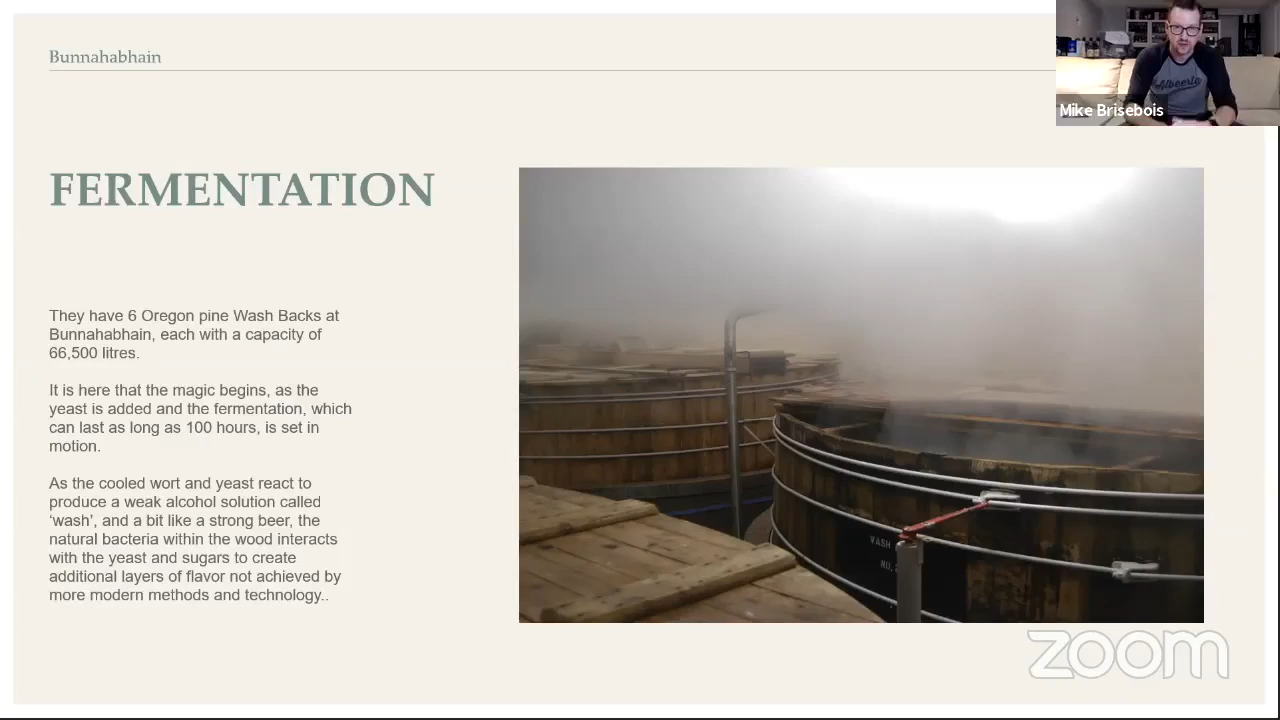 Bunnahabhain
Albeerta
Mike Brisebois
FERMENTATION
They have 6 Oregon pine Wash Backs at
Bunnahabhain, each with a capacity of
66,500 litres.
It is here that the magic begins, as the
yeast is added and the fermentation, which
can last as long as 100 hours, is set in
motion.
As the cooled wort and yeast react to
produce a weak alcohol solution called
‘wash’, and a bit like a strong beer, the
natural bacteria within the wood interacts
with the yeast and sugars to create
additional layers of flavor not achieved by
more modern methods and technology..
WASH
NO.
zoom